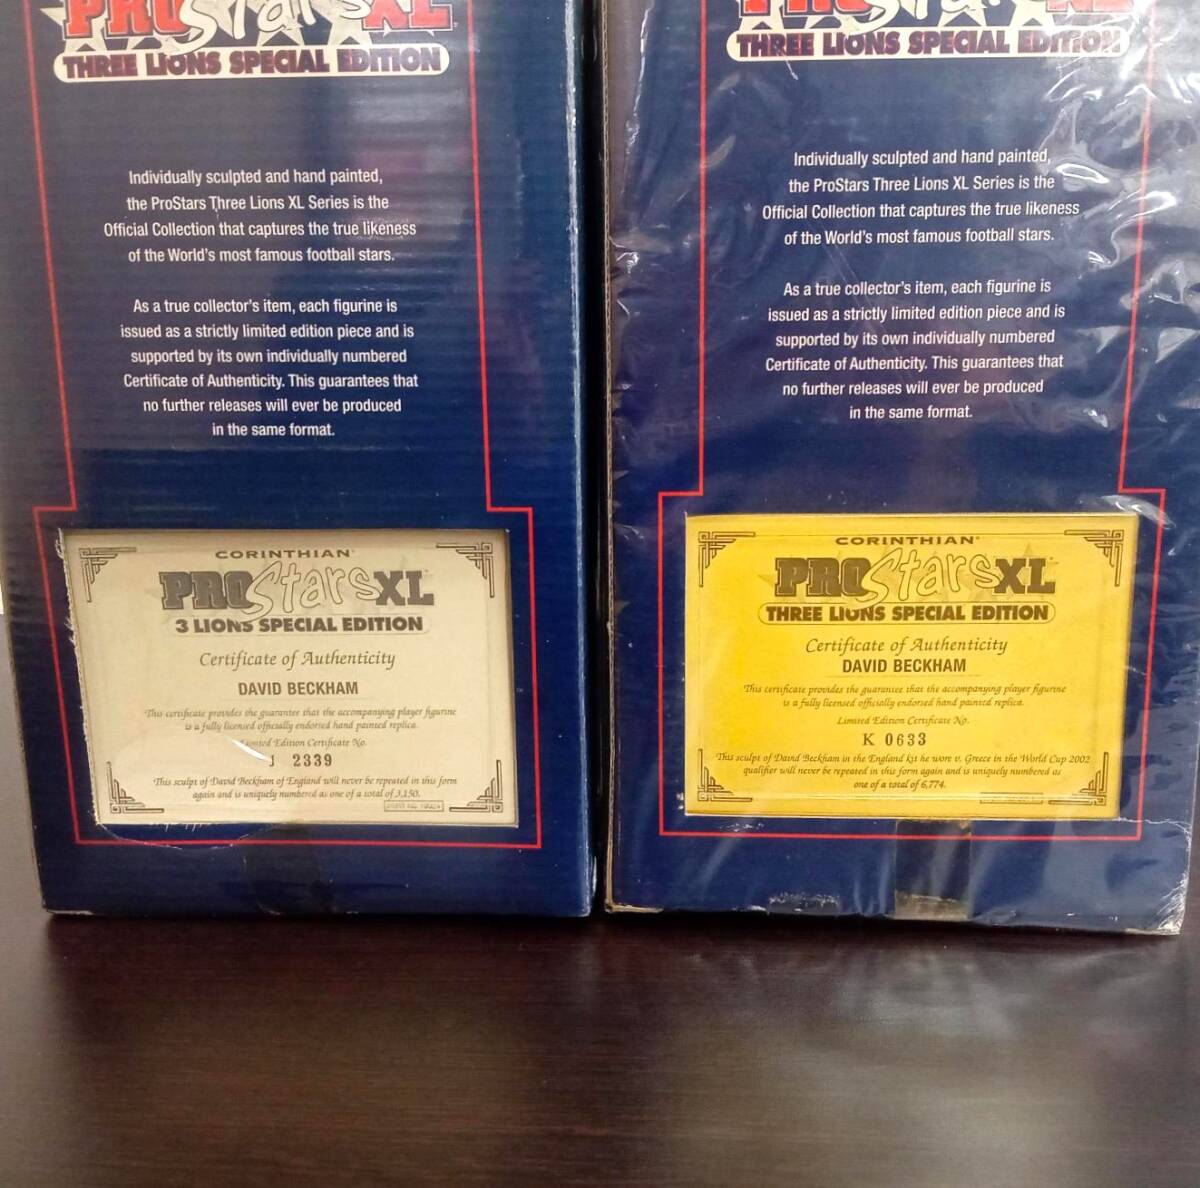 PRO Stars XL
THREE LIONS SPECIAL EDITION
Individually sculpted and hand painted,
the ProStars Three Lions XL Series is the
Official Collection that captures the true likeness
of the World's most famous football stars.
As a true collector's item, each figurine is
issued as a strictly limited edition piece and is
supported by its own individually numbered
Certificate of Authenticity. This guarantees that
no further releases will ever be produced
in the same format.
CORINTHIAN
PRO Stars XL
3 LIONS SPECIAL EDITION
Certificate of Authenticity
DAVID BECKHAM
This certificate provides the guarantee that the accompanying player figurine
is a fully licensed officially endorsed hand painted replica.
Limited Edition Certificate No.
J 2339
This sculpt of David Beckham of England will never be repeated in this form
again and is uniquely numbered as one of a total of 3,150.
PRO Stars XL
THREE LIONS SPECIAL EDITION
Individually sculpted and hand painted,
the ProStars Three Lions XL Series is the
Official Collection that captures the true likeness
of the World's most famous football stars.
As a true collector's item, each figurine is
issued as a strictly limited edition piece and is
supported by its own individually numbered
Certificate of Authenticity. This guarantees that
no further releases will ever be produced
in the same format.
CORINTHIAN
PRO Stars XL
THREE LIONS SPECIAL EDITION
Certificate of Authenticity
DAVID BECKHAM
This certificate provides the guarantee that the accompanying player figurine
is a fully licensed officially endorsed hand painted replica.
Limited Edition Certificate No.
K 0633
This sculpt of David Beckham in the England kit he wore v. Greece in the World Cup 2002
qualifier will never be repeated in this form again and is uniquely numbered as
one of a total of 6,774.